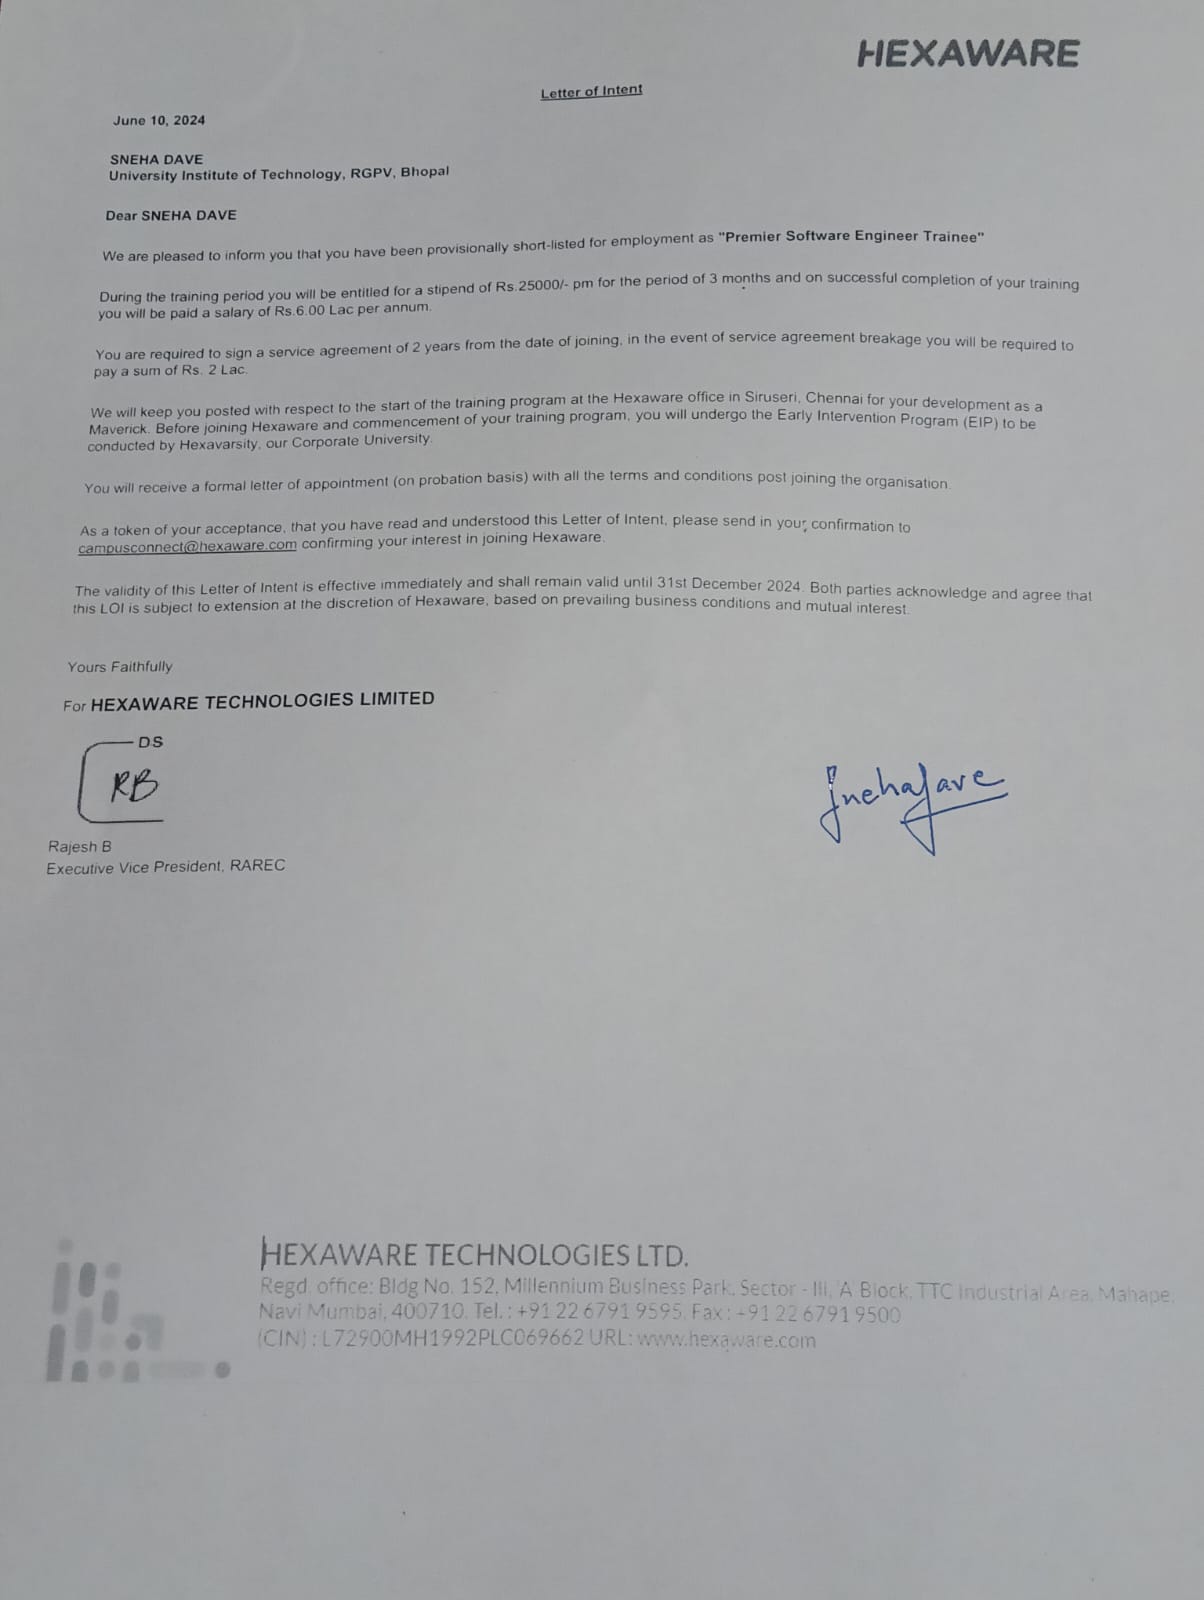 HEXAWARE
Letter of Intent
June 10, 2024
SNEHA DAVE
University Institute of Technology, RGPV, Bhopal
Dear SNEHA DAVE
We are pleased to inform you that you have been provisionally short-listed for employment as "Premier Software Engineer Trainee"
During the training period you will be entitled for a stipend of Rs.25000/- pm for the period of 3 months and on successful completion of your training
you will be paid a salary of Rs.6.00 Lac per annum.
You are required to sign a service agreement of 2 years from the date of joining, in the event of service agreement breakage you will be required to
pay a sum of Rs. 2 Lac.
We will keep you posted with respect to the start of the training program at the Hexaware office in Siruseri, Chennai for your development as a
Maverick. Before joining Hexaware and commencement of your training program, you will undergo the Early Intervention Program (EIP) to be
conducted by Hexavarsity, our Corporate University.
You will receive a formal letter of appointment (on probation basis) with all the terms and conditions post joining the organisation.
As a token of your acceptance, that you have read and understood this Letter of Intent, please send in your confirmation to
campusconnect@hexaware.com confirming your interest in joining Hexaware.
The validity of this Letter of Intent is effective immediately and shall remain valid until 31st December 2024. Both parties acknowledge and agree that
this LOI is subject to extension at the discretion of Hexaware, based on prevailing business conditions and mutual interest.
Yours Faithfully
For HEXAWARE TECHNOLOGIES LIMITED
DS
RB
SnehaDave
Rajesh B
Executive Vice President, RAREC
HEXAWARE TECHNOLOGIES LTD.
Regd. office: Bldg No. 152, Millennium Business Park, Sector - III, 'A' Block, TTC Industrial Area, Mahape,
Navi Mumbai, 400710. Tel. : +91 22 6791 9595, Fax : +91 22 6791 9500
(CIN) : L72900MH1992PLC069662 URL: www.hexaware.com